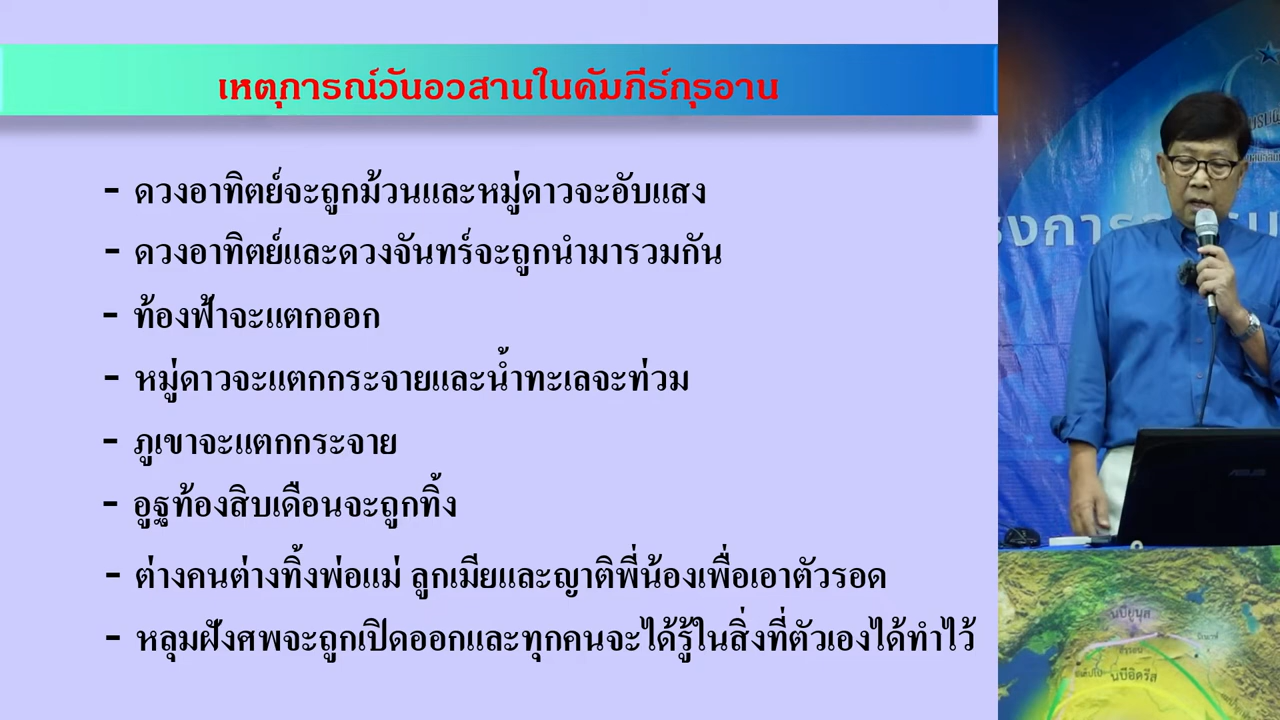 เหตุการณ์วันอวสานในคัมภีร์กุรอาน
- ดวงอาทิตย์จะถูกม้วนและหมู่ดาวจะอับแสง
- ดวงอาทิตย์และดวงจันทร์จะถูกนำมารวมกัน
- ท้องฟ้าจะแตกออก
- หมู่ดาวจะแตกกระจายและน้ำทะเลจะท่วม
- ภูเขาจะแตกกระจาย
- อูฐท้องสิบเดือนจะถูกทิ้ง
- ต่างคนต่างทิ้งพ่อแม่ ลูกเมียและญาติพี่น้องเพื่อเอาตัวรอด
- หลุมฝังศพจะถูกเปิดออกและทุกคนจะได้รู้ในสิ่งที่ตัวเองได้ทำไว้
ASUS
นบียูนุส
นบีอิดรีส